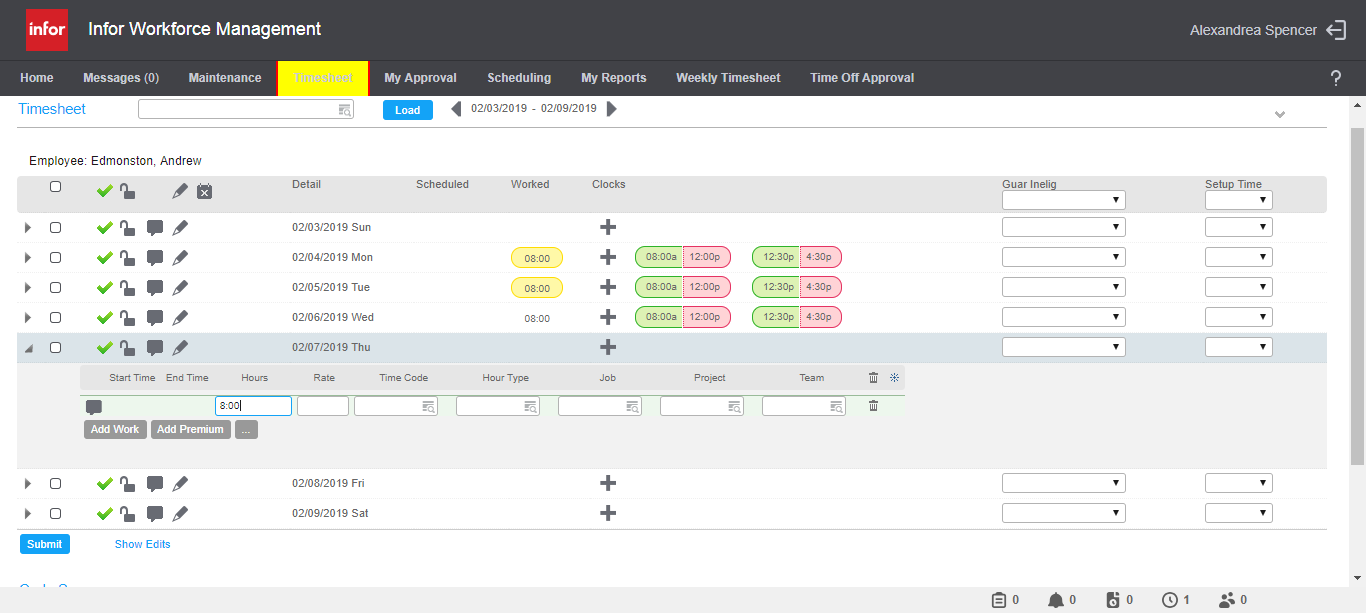 infor Infor Workforce Management Alexandrea Spencer
Home Messages (0) Maintenance Timesheet My Approval Scheduling My Reports Weekly Timesheet Time Off Approval ?
Timesheet Load 02/03/2019 - 02/09/2019
Employee: Edmonston, Andrew
Detail Scheduled Worked Clocks Guar Inelig Setup Time
02/03/2019 Sun
02/04/2019 Mon 08:00 08:00a 12:00p 12:30p 4:30p
02/05/2019 Tue 08:00 08:00a 12:00p 12:30p 4:30p
02/06/2019 Wed 08:00 08:00a 12:00p 12:30p 4:30p
02/07/2019 Thu
Start Time End Time Hours Rate Time Code Hour Type Job Project Team
8:00
Add Work Add Premium ...
02/08/2019 Fri
02/09/2019 Sat
Submit Show Edits
0 0 0 1 0